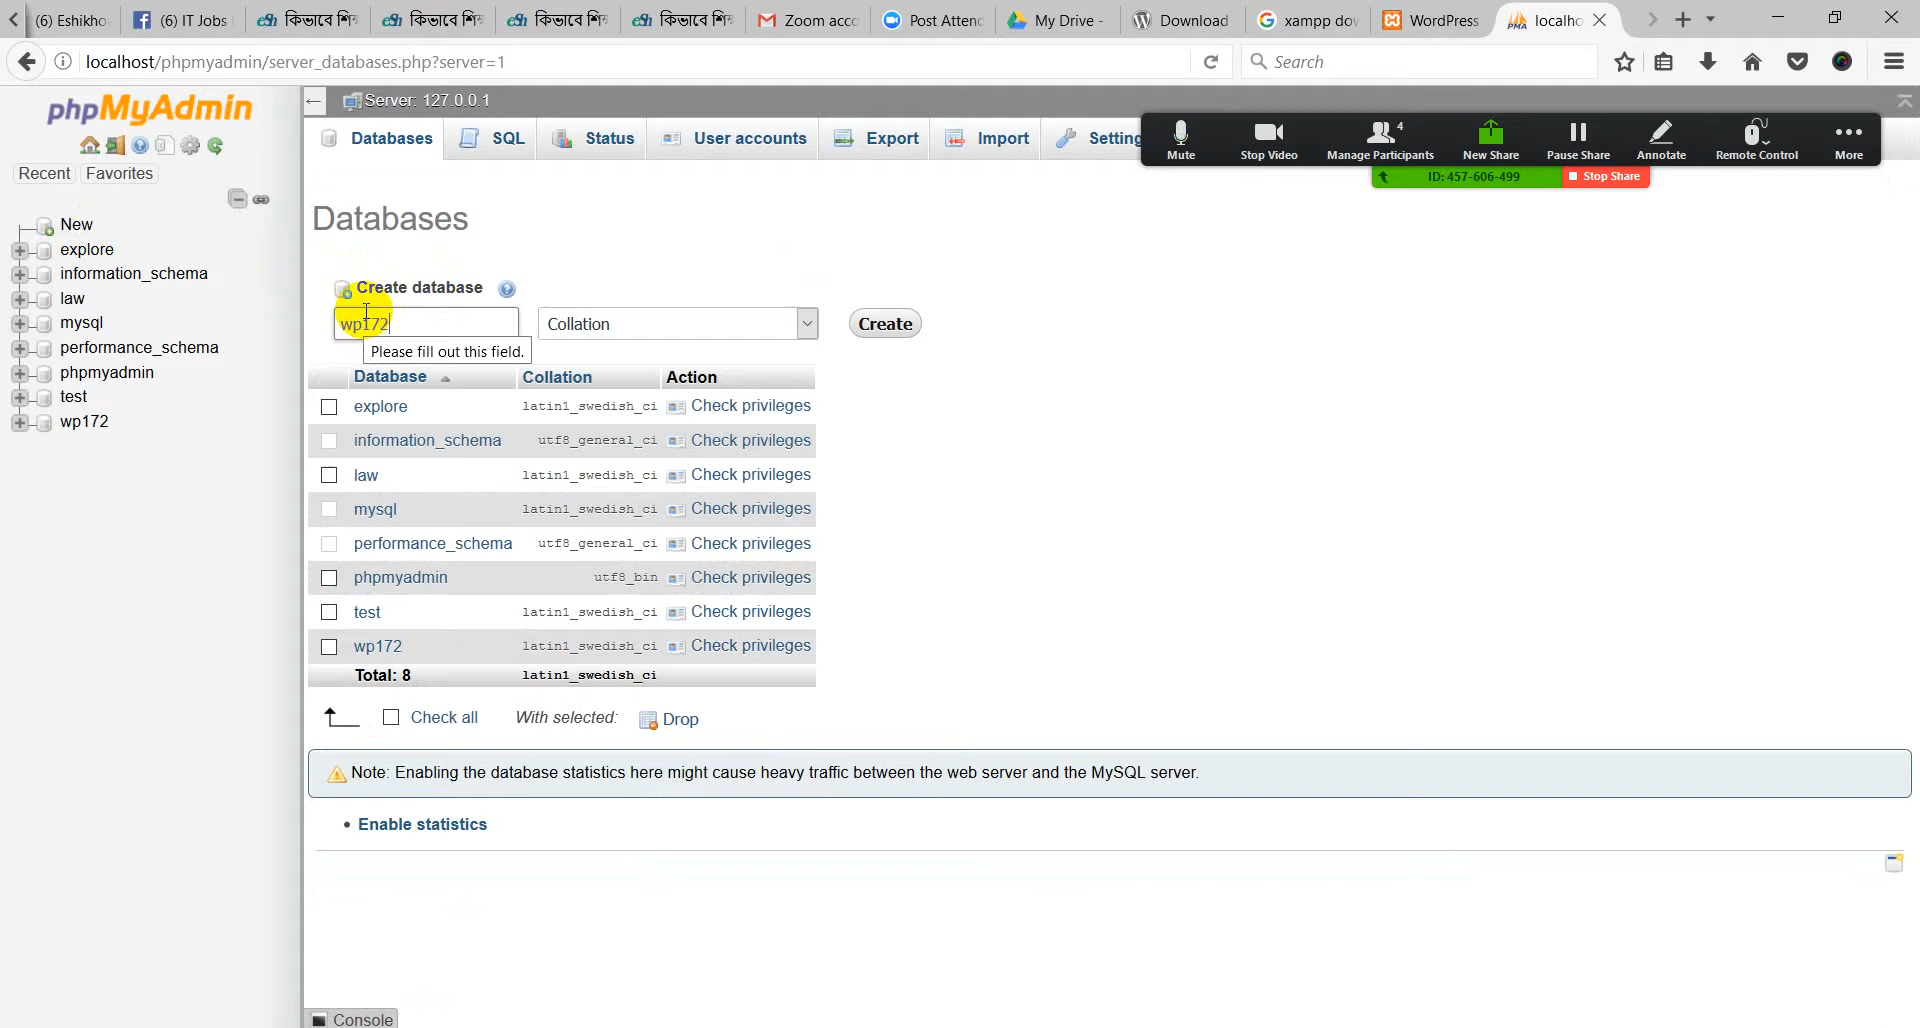 (6) Eshikho
(6) IT Jobs
কিভাবে শি
কিভাবে শি
কিভাবে শি
কিভাবে শি
Zoom acco
Post Attend
My Drive -
Download
xampp dov
WordPress
localho
localhost/phpmyadmin/server_databases.php?server=1
Search
phpMyAdmin
Recent
Favorites
New
explore
information_schema
law
mysql
performance_schema
phpmyadmin
test
wp172
Server: 127.0.0.1
Databases
SQL
Status
User accounts
Export
Import
Setting
Mute
Stop Video
Manage Participants
4
New Share
Pause Share
Annotate
Remote Control
More
ID: 457-606-499
Stop Share
Databases
Create database
wp172
Collation
Create
Please fill out this field.
Database Collation Action
explore latin1_swedish_ci Check privileges
information_schema utf8_general_ci Check privileges
law latin1_swedish_ci Check privileges
mysql latin1_swedish_ci Check privileges
performance_schema utf8_general_ci Check privileges
phpmyadmin utf8_bin Check privileges
test latin1_swedish_ci Check privileges
wp172 latin1_swedish_ci Check privileges
Total: 8 latin1_swedish_ci
Check all With selected: Drop
Note: Enabling the database statistics here might cause heavy traffic between the web server and the MySQL server.
Enable statistics
Console